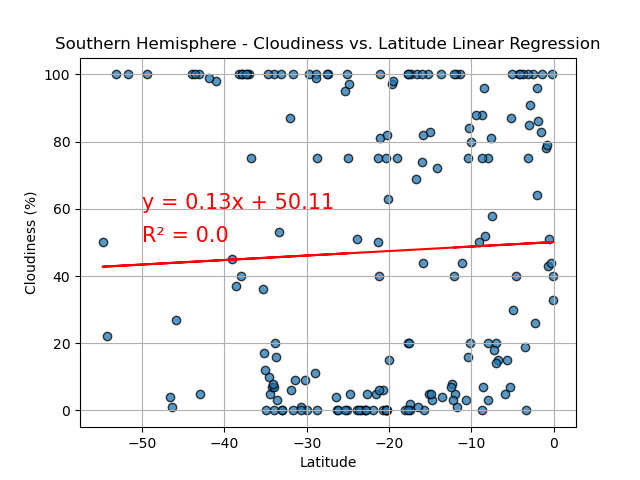 Southern Hemisphere - Cloudiness vs. Latitude Linear Regression
100
80
60
40
20
0
Cloudiness (%)
y = 0.13x + 50.11
R² = 0.0
−50 −40 −30 −20 −10 0
Latitude